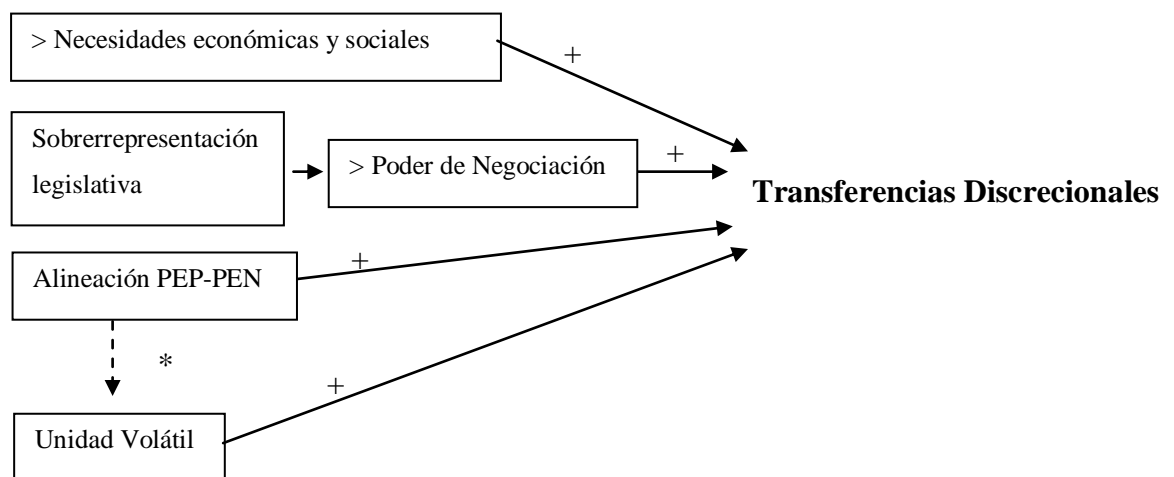 > Necesidades económicas y sociales
+
Sobrerrepresentación
legislativa
> Poder de Negociación
+
Transferencias Discrecionales
Alineación PEP-PEN
+
*
+
Unidad Volátil